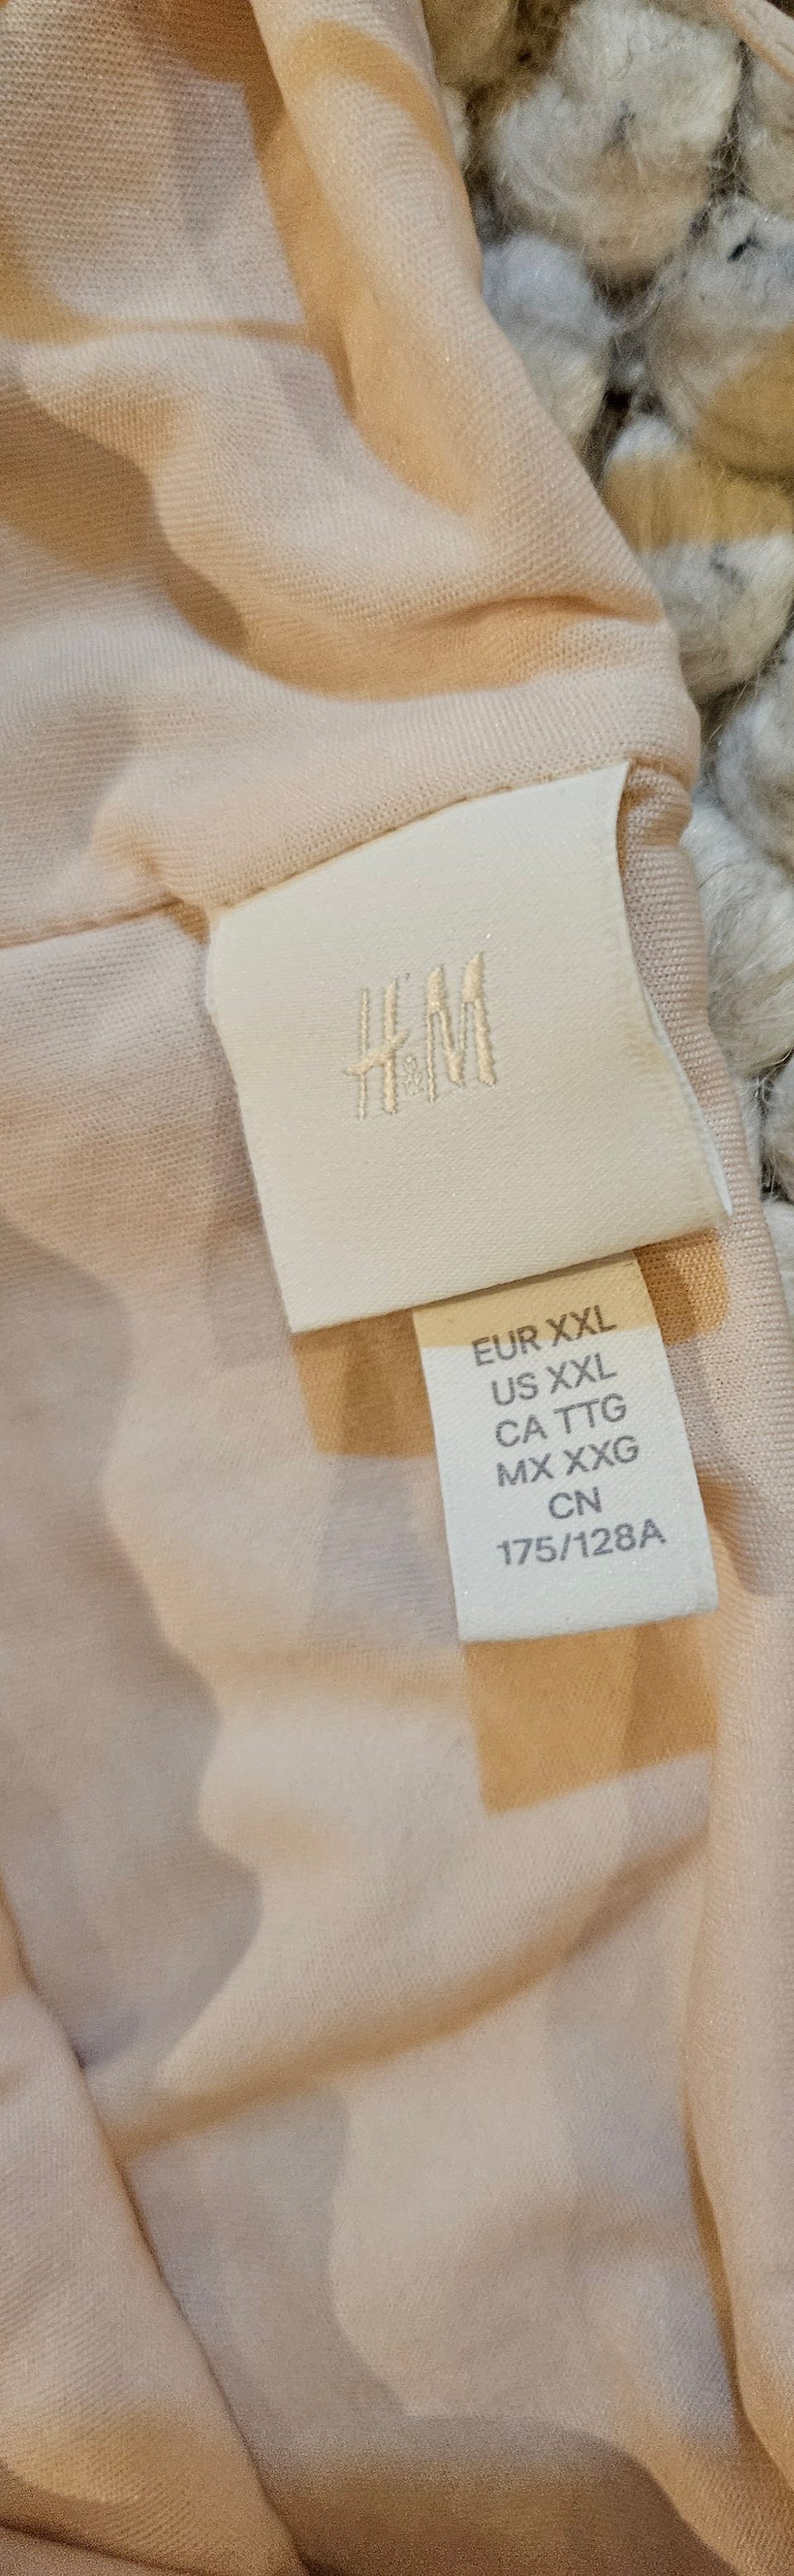 H&M
EUR XXL
US XXL
CA TTG
MX XXG
CN
175/128A